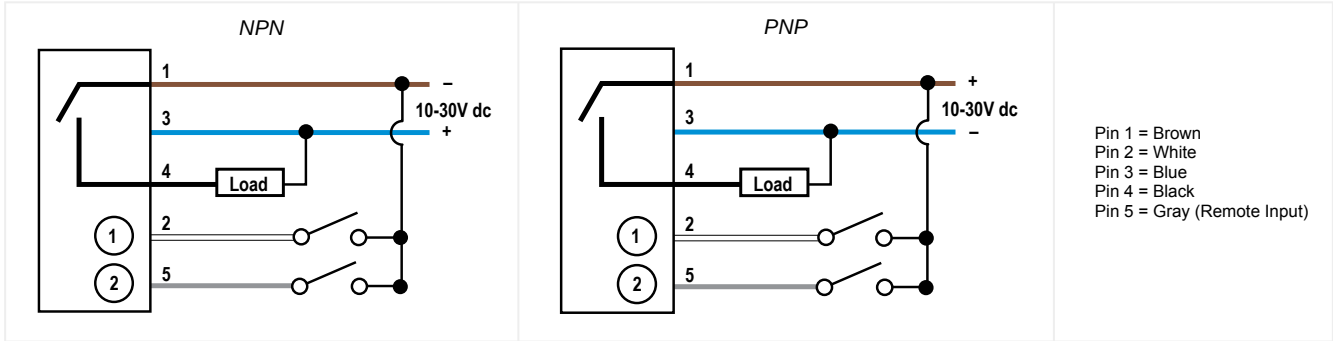 NPN
1
–
10-30V dc
3
+
4
Load
1
2
2
5
PNP
1
+
10-30V dc
3
–
4
Load
1
2
2
5
Pin 1 = Brown
Pin 2 = White
Pin 3 = Blue
Pin 4 = Black
Pin 5 = Gray (Remote Input)